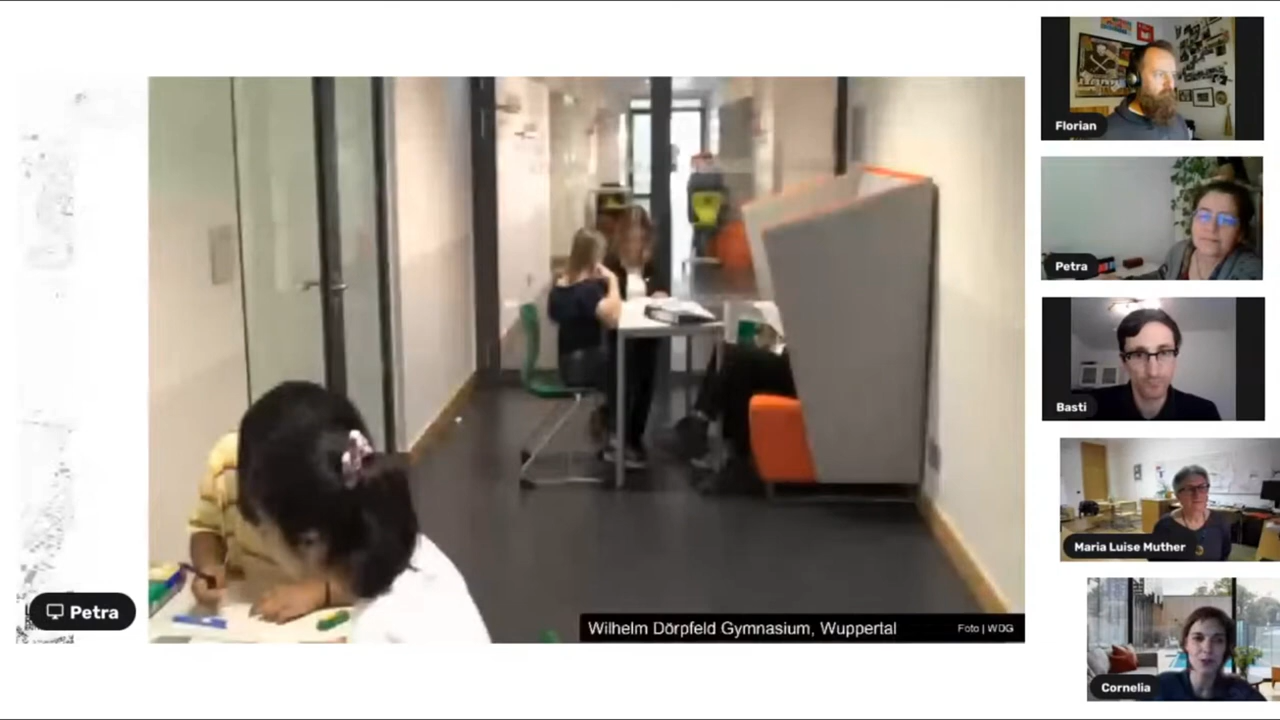 Florian
Petra
Basti
Maria Luise Muther
Cornelia
Petra
Wilhelm Dörpfeld Gymnasium, Wuppertal
Foto | WDG